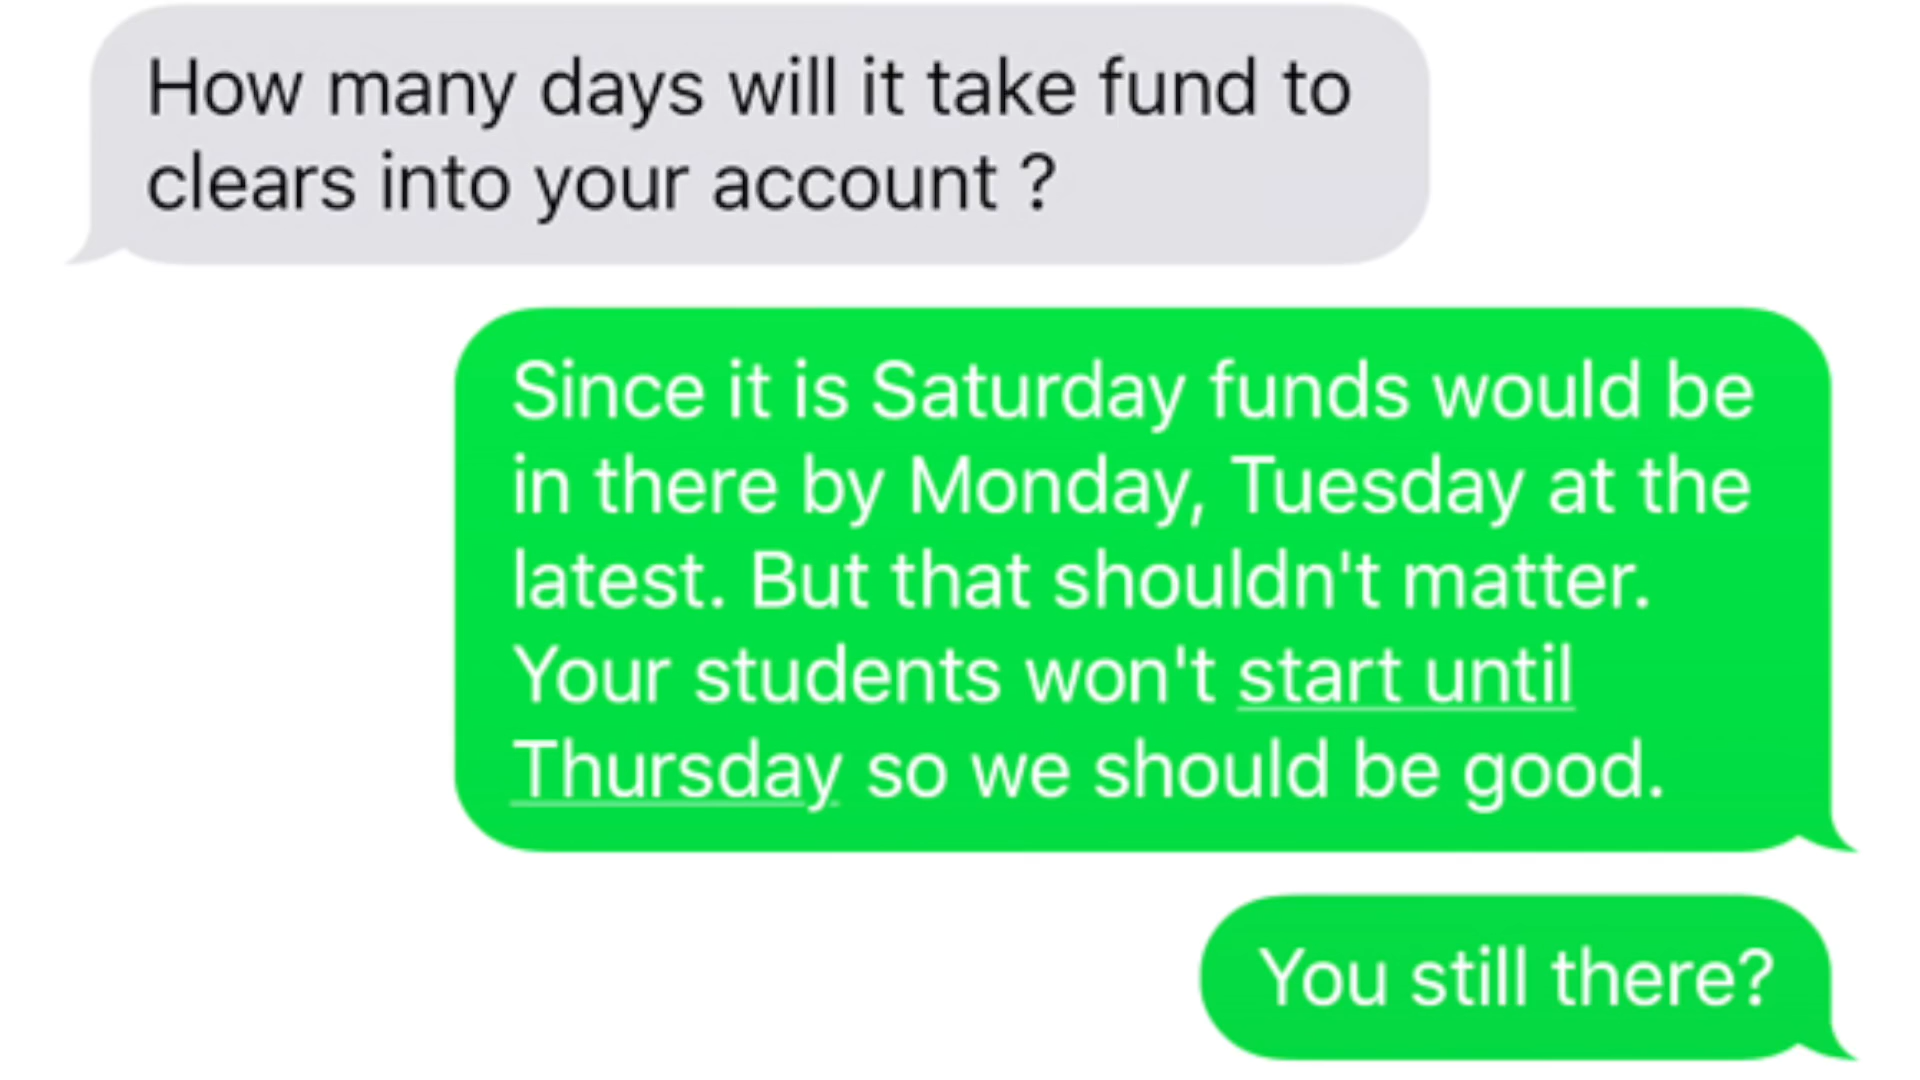 How many days will it take fund to
clears into your account ?
Since it is Saturday funds would be
in there by Monday, Tuesday at the
latest. But that shouldn't matter.
Your students won't start until
Thursday so we should be good.
You still there?